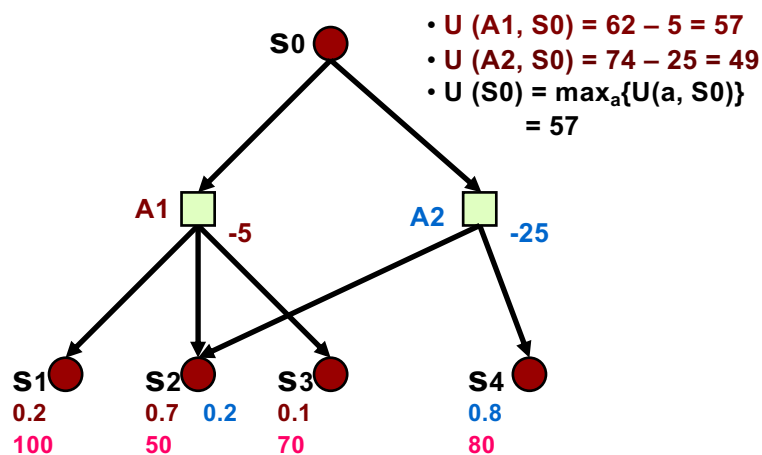 S0
• U (A1, S0) = 62 – 5 = 57
• U (A2, S0) = 74 – 25 = 49
• U (S0) = maxₐ{U(a, S0)}
= 57
A1
-5
A2
-25
S1 S2 S3 S4
0.2 0.7 0.2 0.1 0.8
100 50 70 80